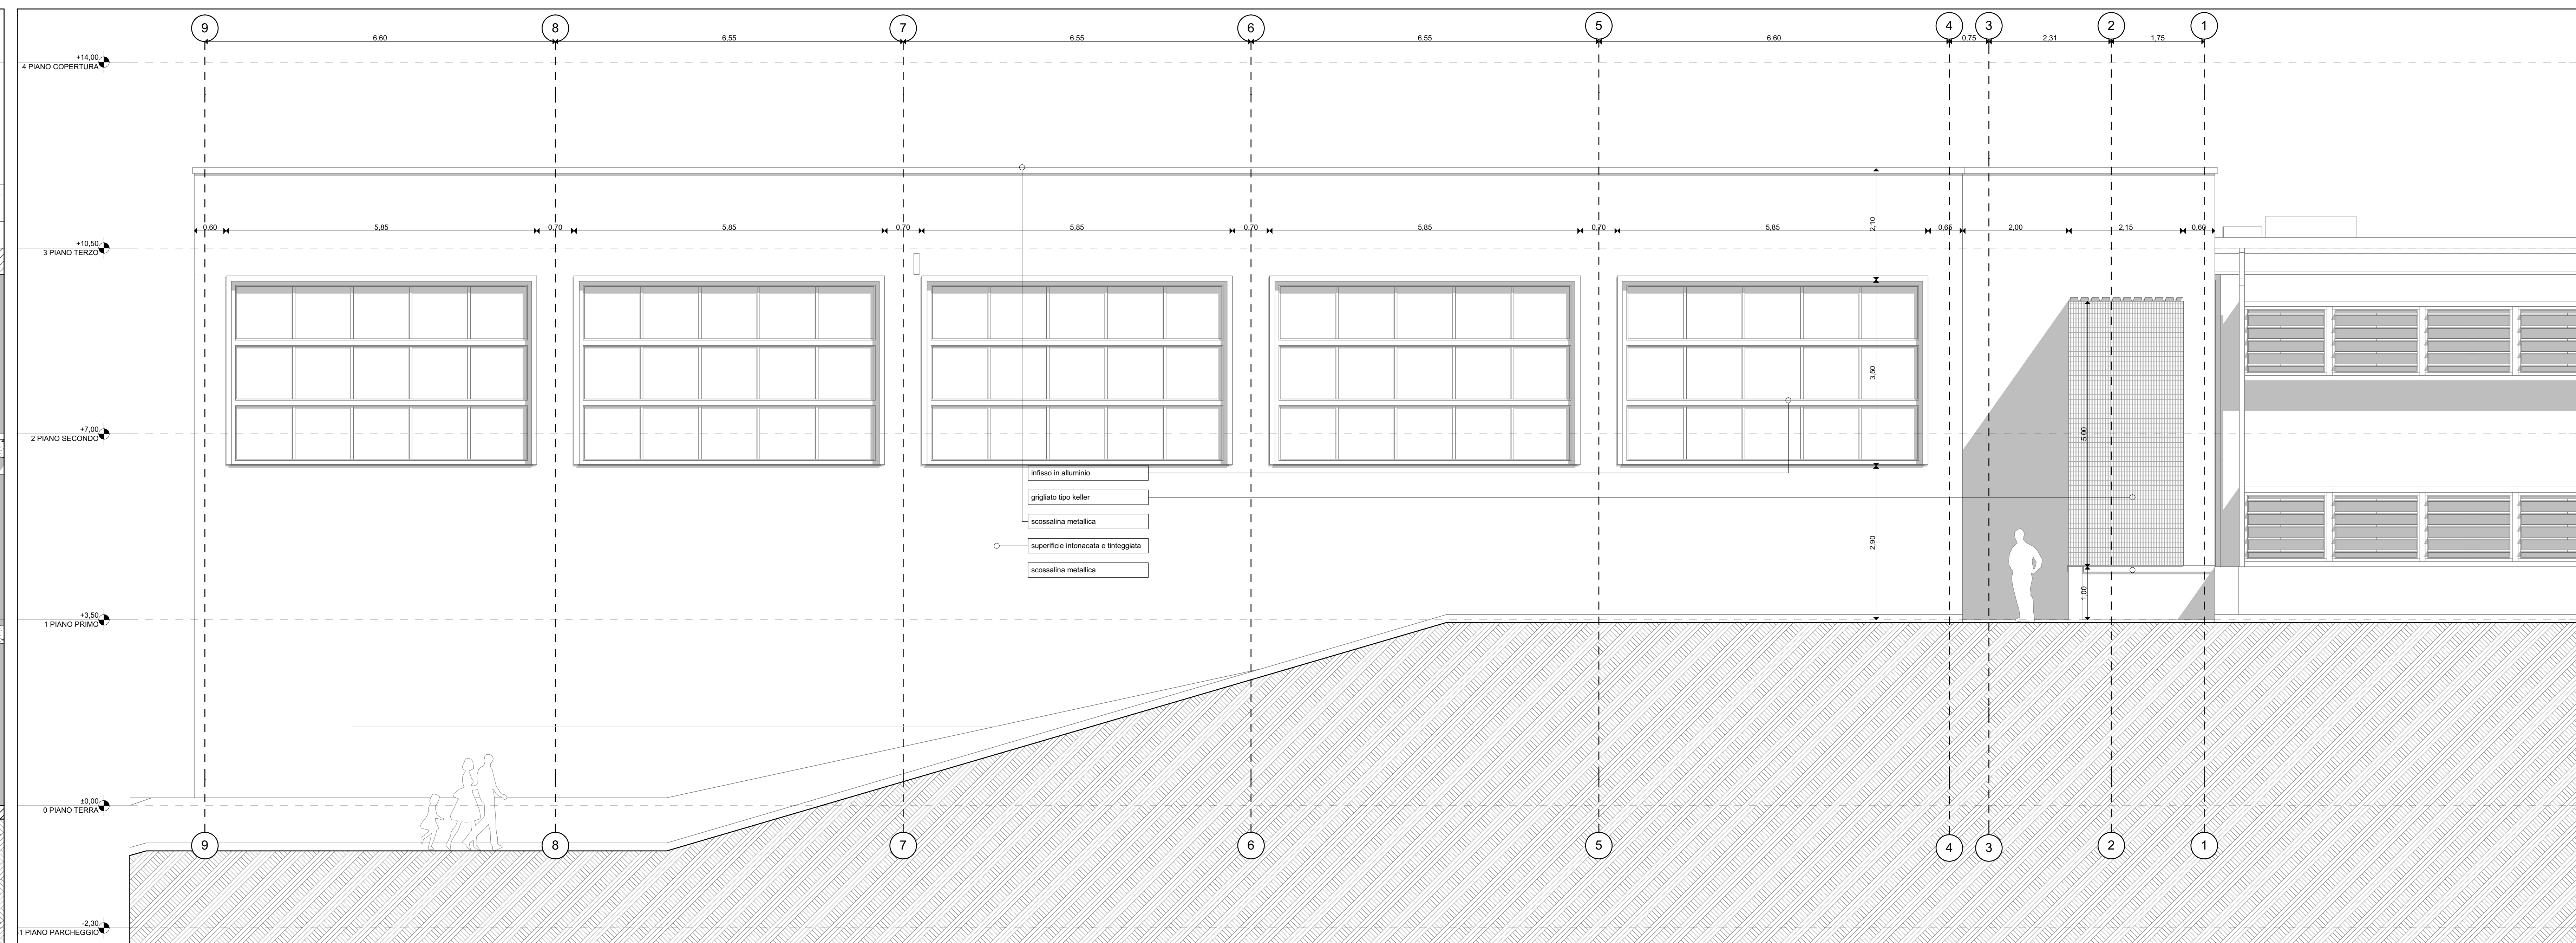 9 8 7 6 5 4 3 2 1
6,60 6,55 6,55 6,55 6,60 0,75 2,31 1,75
+14,00
4 PIANO COPERTURA
0,60 5,85 0,70 5,85 0,70 5,85 0,70 5,85 0,70 5,85 0,65 2,00 2,15 0,60
2,10
+10,50
3 PIANO TERZO
3,50
+7,00
2 PIANO SECONDO
5,00
infisso in alluminio
grigliato tipo keller
scossalina metallica
superificie intonacata e tinteggiata
scossalina metallica
2,90
1,00
+3,50
1 PIANO PRIMO
±0,00
0 PIANO TERRA
9 8 7 6 5 4 3 2 1
-2,30
-1 PIANO PARCHEGGIO